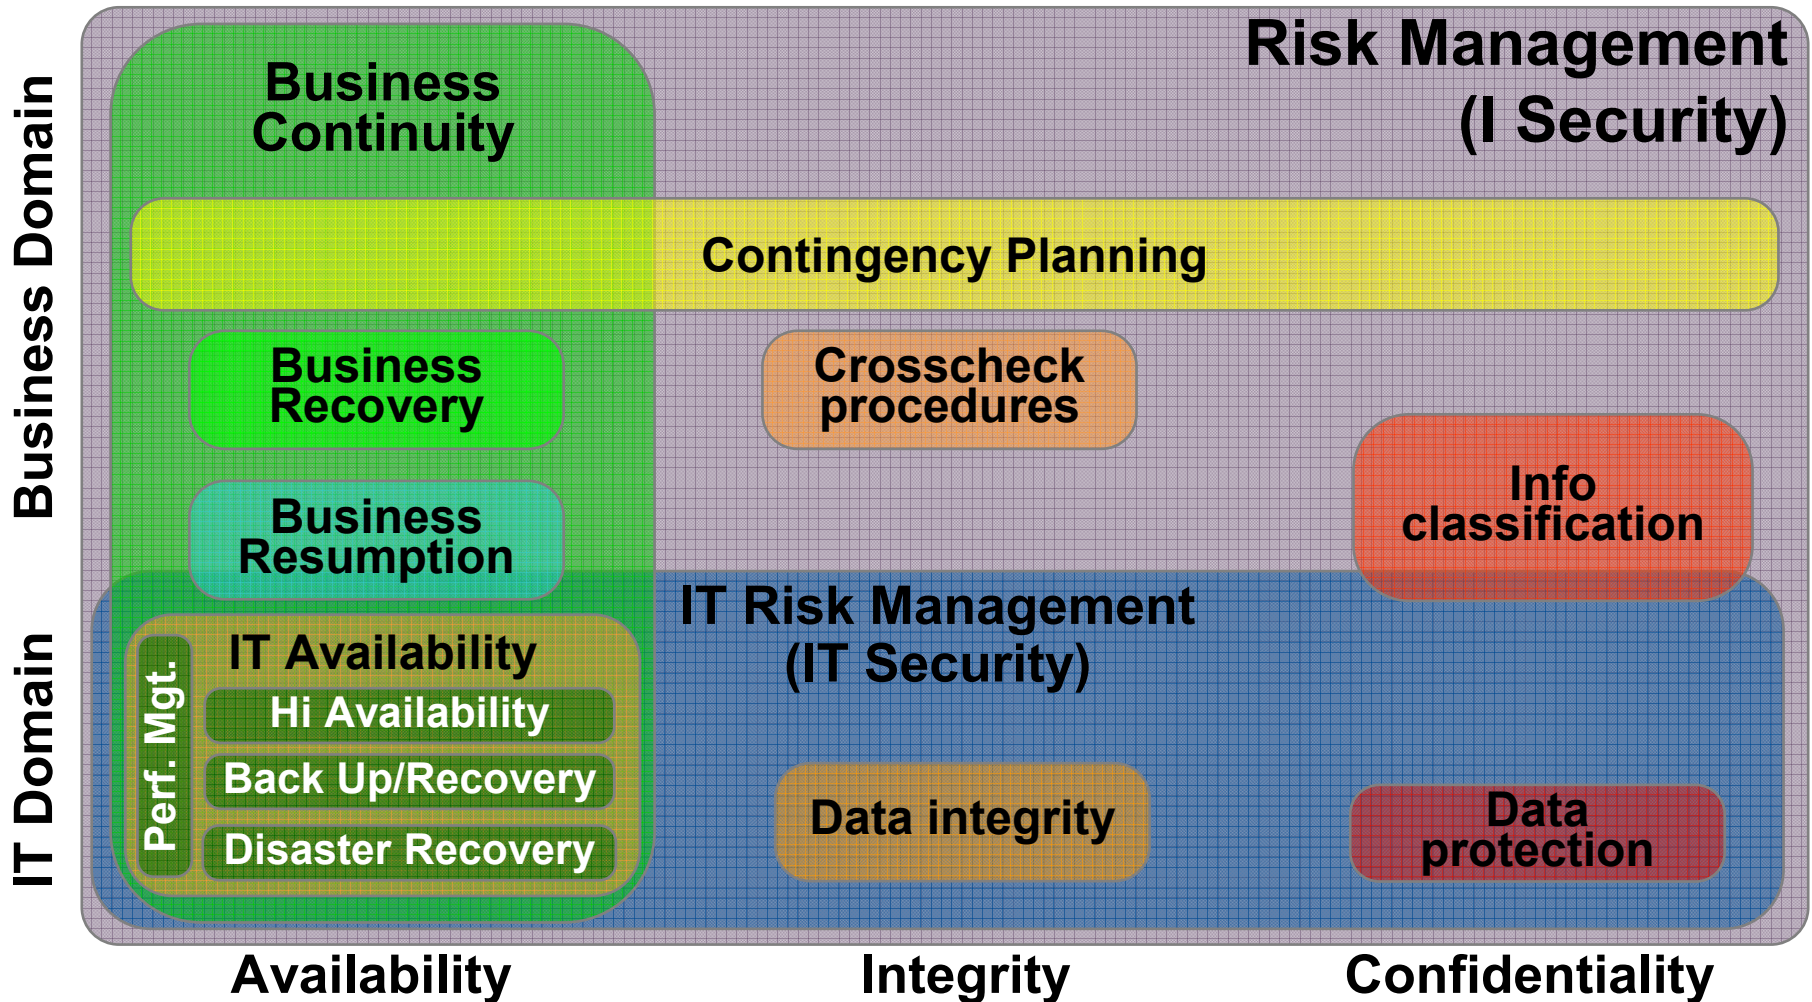 Risk Management
(I Security)
Business
Continuity
Contingency Planning
Business
Recovery
Crosscheck
procedures
Business
Resumption
Info
classification
IT Risk Management
(IT Security)
IT Availability
Perf. Mgt.
Hi Availability
Back Up/Recovery
Disaster Recovery
Data integrity
Data
protection
Business Domain
IT Domain
Availability
Integrity
Confidentiality